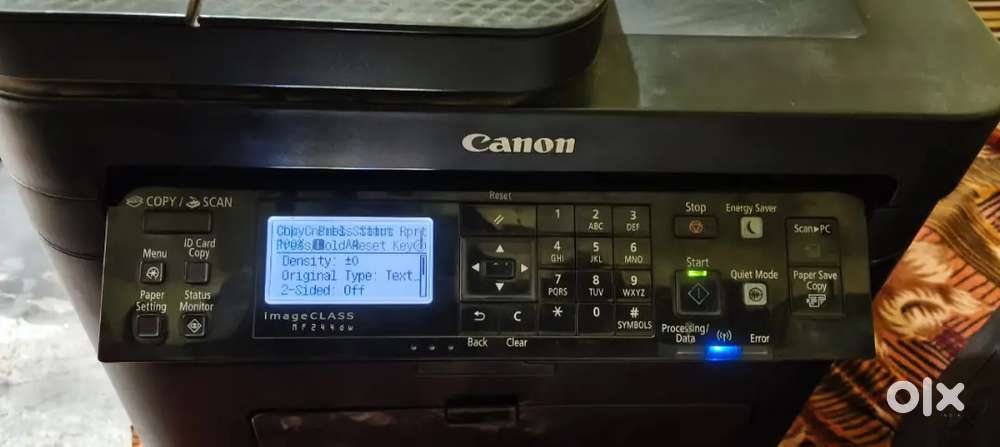 Canon
Reset
COPY / SCAN
Menu
ID Card Copy
Paper Setting
Status Monitor
Density: ±0
Original Type: Text...
2-Sided: Off
imageCLASS
MF244dw
1
2 ABC
3 DEF
4 GHI
5 JKL
6 MNO
7 PQRS
8 TUV
9 WXYZ
*
0
# SYMBOLS
Back
C
Clear
Stop
Energy Saver
Start
Quiet Mode
Processing/ Data
Error
Scan►PC
Paper Save Copy
olx
INDIA